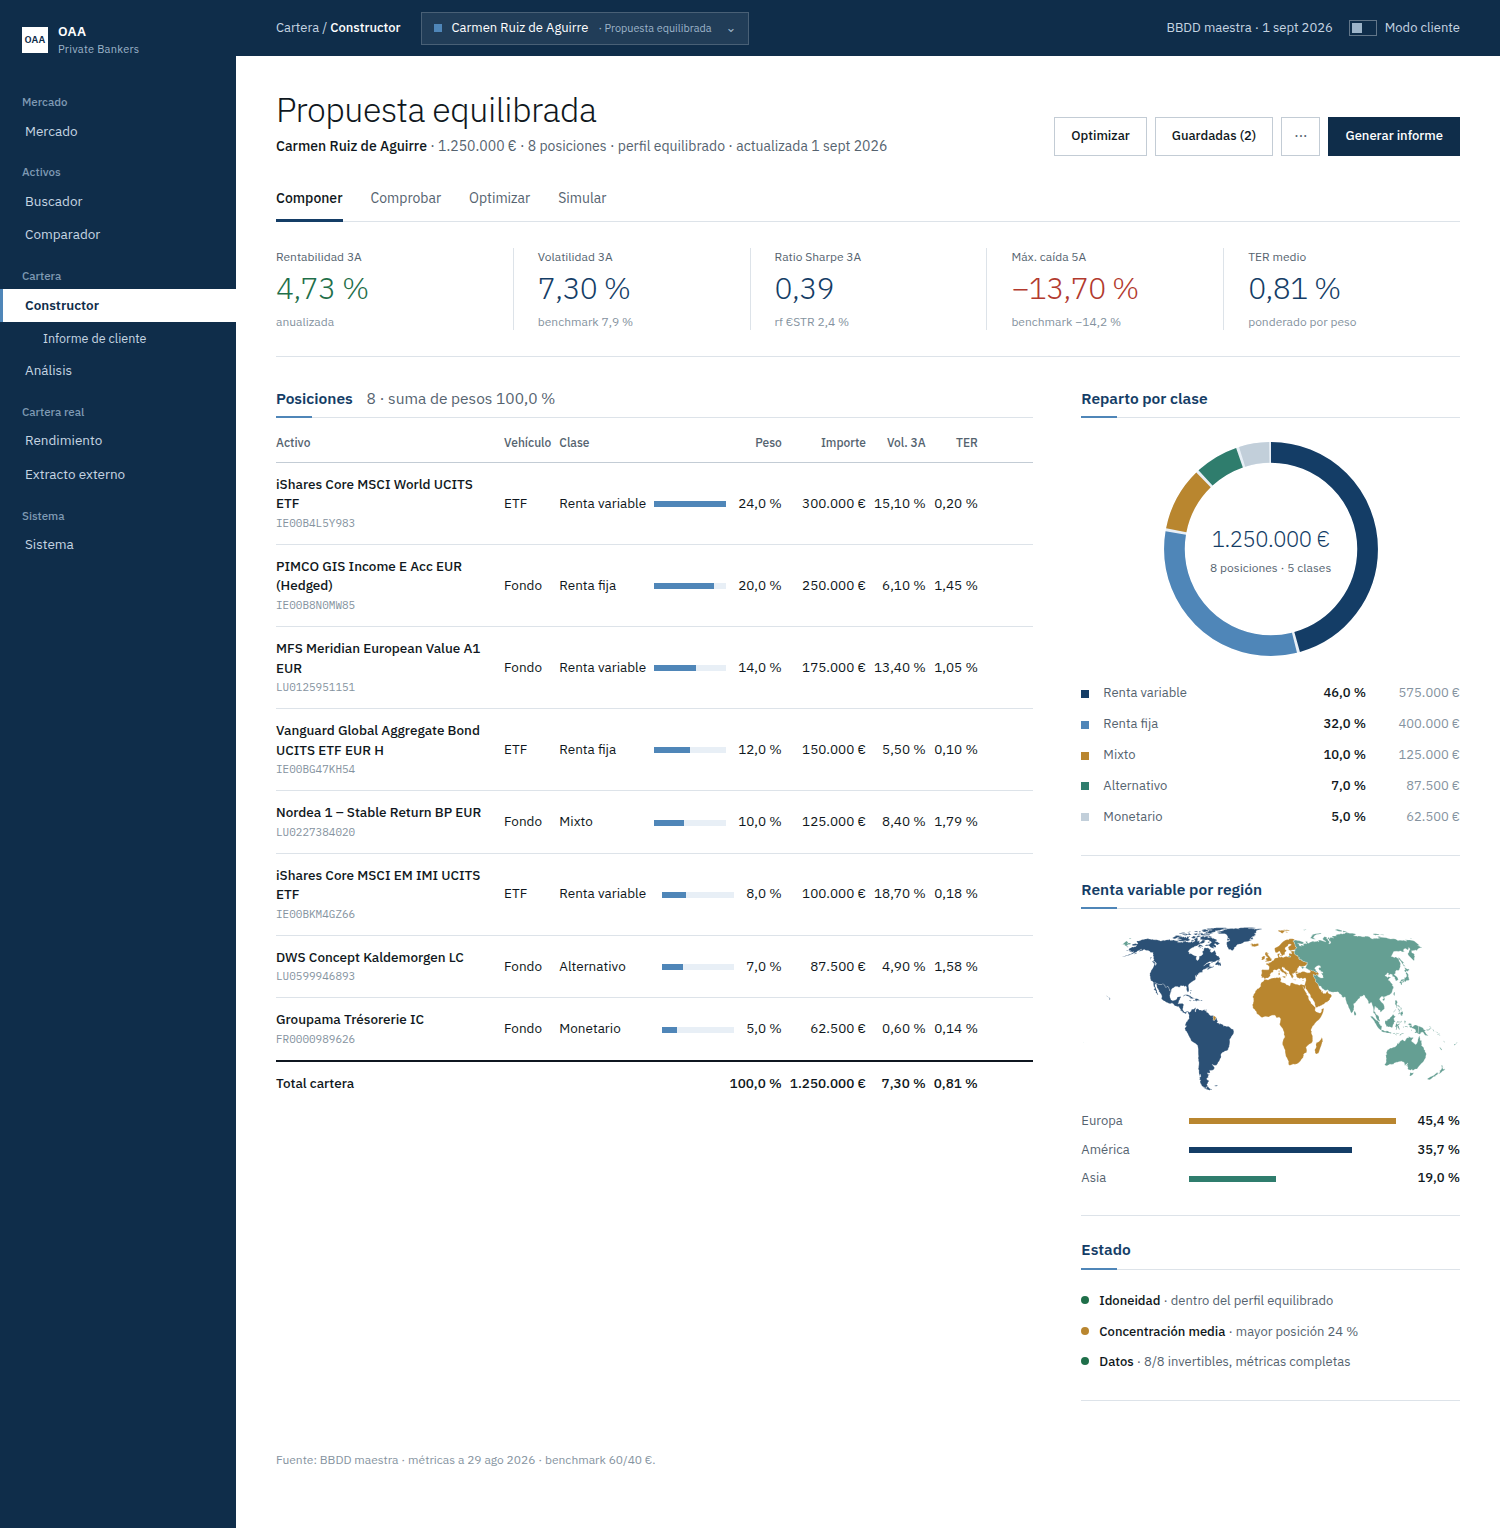 OAA
OAA
Private Bankers
Mercado
Mercado
Activos
Buscador
Comparador
Cartera
Constructor
Informe de cliente
Análisis
Cartera real
Rendimiento
Extracto externo
Sistema
Sistema
Cartera / Constructor
Carmen Ruiz de Aguirre · Propuesta equilibrada
BBDD maestra · 1 sept 2026
Modo cliente
Propuesta equilibrada
Carmen Ruiz de Aguirre · 1.250.000 € · 8 posiciones · perfil equilibrado · actualizada 1 sept 2026
Optimizar
Guardadas (2)
···
Generar informe
Componer
Comprobar
Optimizar
Simular
Rentabilidad 3A
4,73 %
anualizada
Volatilidad 3A
7,30 %
benchmark 7,9 %
Ratio Sharpe 3A
0,39
rf €STR 2,4 %
Máx. caída 5A
−13,70 %
benchmark −14,2 %
TER medio
0,81 %
ponderado por peso
Posiciones 8 · suma de pesos 100,0 %
Activo Vehículo Clase Peso Importe Vol. 3A TER
iShares Core MSCI World UCITS
ETF
IE00B4L5Y983
ETF Renta variable 24,0 % 300.000 € 15,10 % 0,20 %
PIMCO GIS Income E Acc EUR
(Hedged)
IE00B8N0MW85
Fondo Renta fija 20,0 % 250.000 € 6,10 % 1,45 %
MFS Meridian European Value A1
EUR
LU0125951151
Fondo Renta variable 14,0 % 175.000 € 13,40 % 1,05 %
Vanguard Global Aggregate Bond
UCITS ETF EUR H
IE00BG47KH54
ETF Renta fija 12,0 % 150.000 € 5,50 % 0,10 %
Nordea 1 – Stable Return BP EUR
LU0227384020
Fondo Mixto 10,0 % 125.000 € 8,40 % 1,79 %
iShares Core MSCI EM IMI UCITS
ETF
IE00BKM4GZ66
ETF Renta variable 8,0 % 100.000 € 18,70 % 0,18 %
DWS Concept Kaldemorgen LC
LU0599946893
Fondo Alternativo 7,0 % 87.500 € 4,90 % 1,58 %
Groupama Trésorerie IC
FR0000989626
Fondo Monetario 5,0 % 62.500 € 0,60 % 0,14 %
Total cartera 100,0 % 1.250.000 € 7,30 % 0,81 %
Reparto por clase
1.250.000 €
8 posiciones · 5 clases
Renta variable 46,0 % 575.000 €
Renta fija 32,0 % 400.000 €
Mixto 10,0 % 125.000 €
Alternativo 7,0 % 87.500 €
Monetario 5,0 % 62.500 €
Renta variable por región
Europa 45,4 %
América 35,7 %
Asia 19,0 %
Estado
Idoneidad · dentro del perfil equilibrado
Concentración media · mayor posición 24 %
Datos · 8/8 invertibles, métricas completas
Fuente: BBDD maestra · métricas a 29 ago 2026 · benchmark 60/40 €.